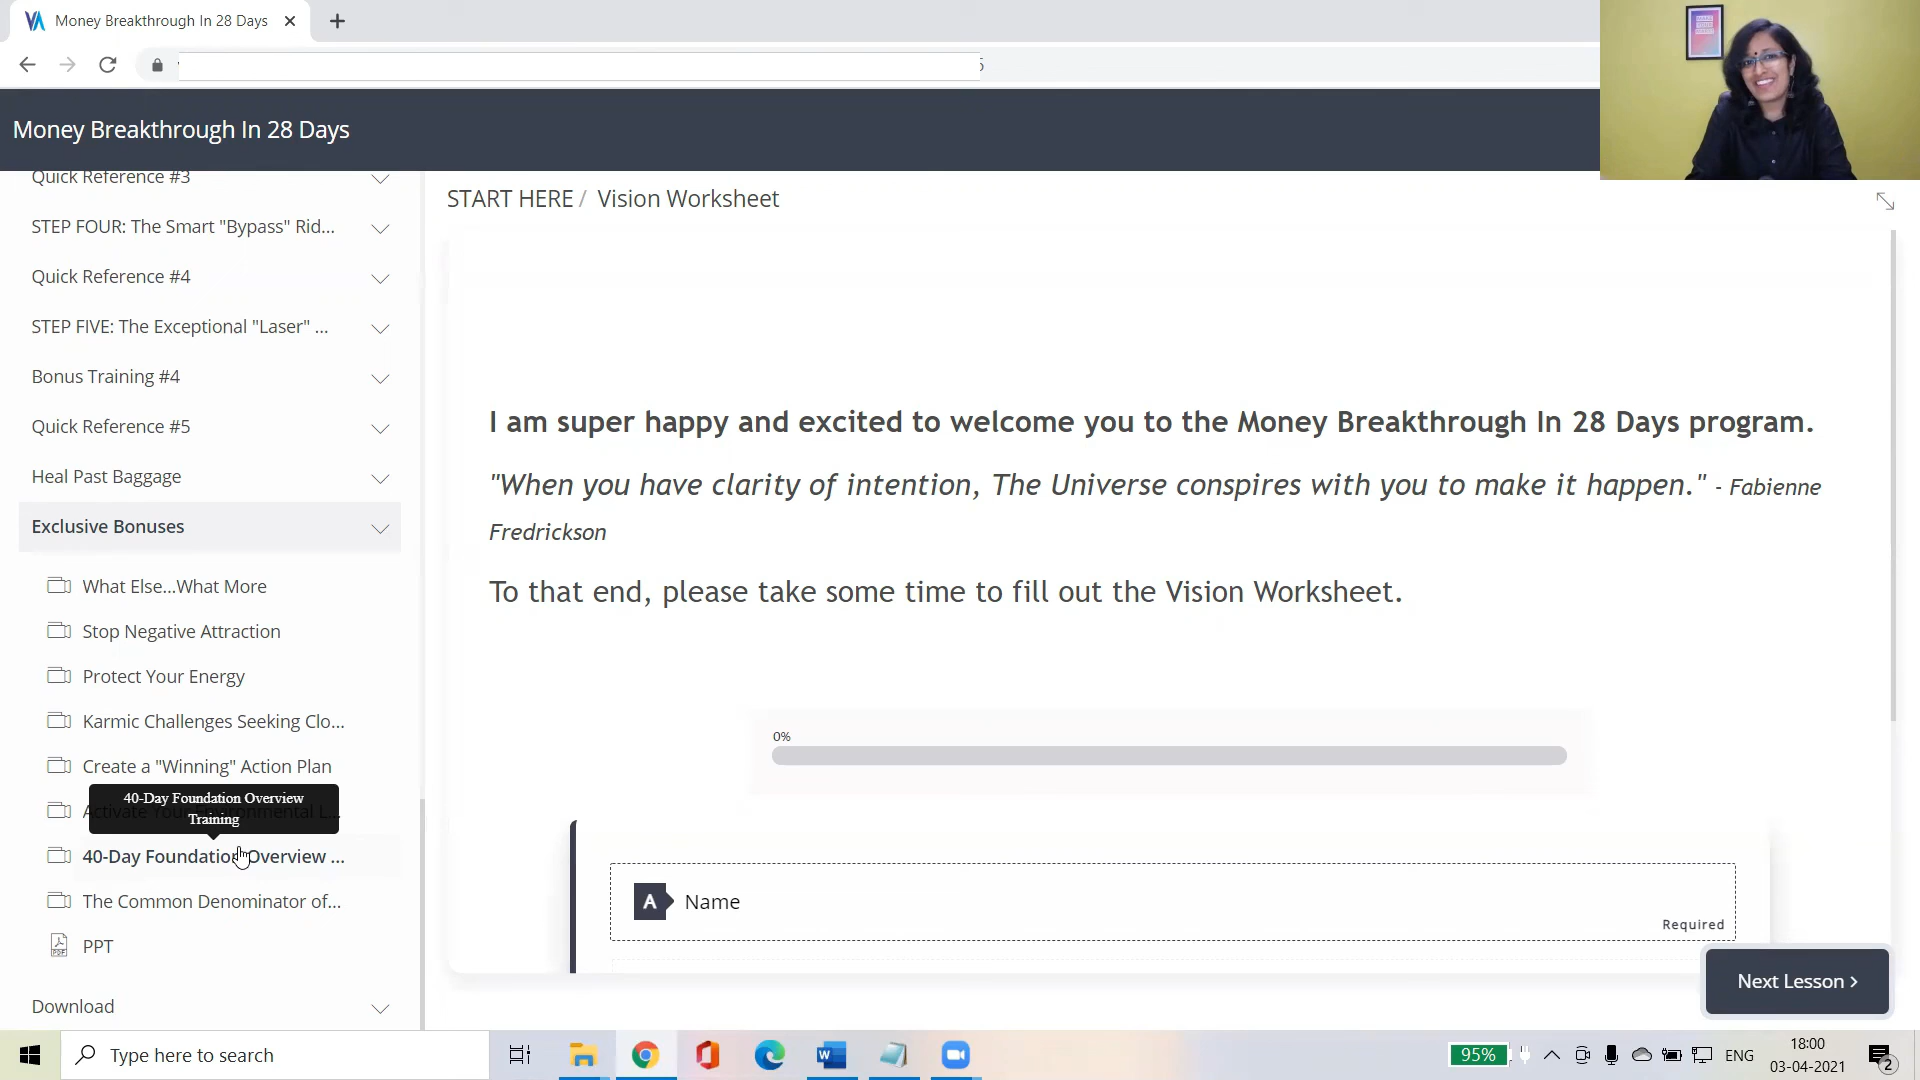 Money Breakthrough In 28 Days
Money Breakthrough In 28 Days
Quick Reference #3
STEP FOUR: The Smart "Bypass" Rid...
Quick Reference #4
STEP FIVE: The Exceptional "Laser" ...
Bonus Training #4
Quick Reference #5
Heal Past Baggage
Exclusive Bonuses
What Else...What More
Stop Negative Attraction
Protect Your Energy
Karmic Challenges Seeking Clo...
Create a "Winning" Action Plan
40-Day Foundation Overview
Training
40-Day Foundation Overview ...
The Common Denominator of...
PPT
Download
START HERE / Vision Worksheet
I am super happy and excited to welcome you to the Money Breakthrough In 28 Days program.
"When you have clarity of intention, The Universe conspires with you to make it happen." - Fabienne
Fredrickson
To that end, please take some time to fill out the Vision Worksheet.
0%
A Name
Required
Next Lesson >
Type here to search
95%
ENG
18:00
03-04-2021
2